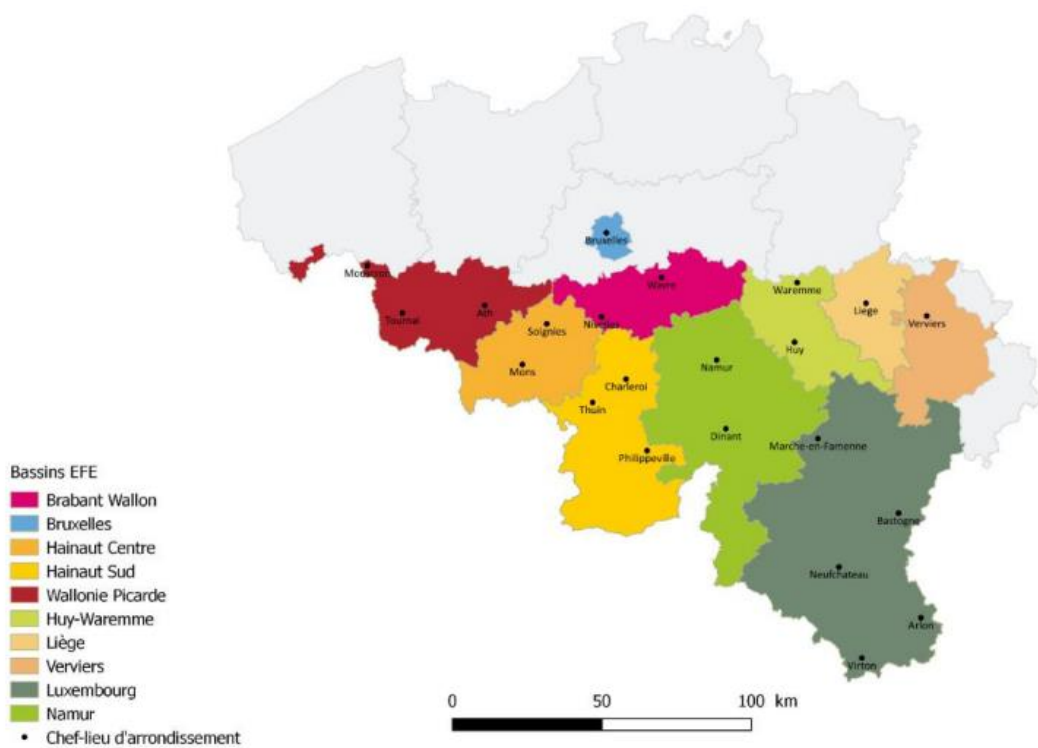 Bruxelles
Mouscron
Wavre
Waremme
Tournai
Ath
Soignies
Nivelles
Liege
Verviers
Mons
Charleroi
Namur
Huy
Thuin
Dinant
Marche-en-Famenne
Philippeville
Bastogne
Neufchateau
Arlon
Virton
Bassins EFE
Brabant Wallon
Bruxelles
Hainaut Centre
Hainaut Sud
Wallonie Picarde
Huy-Waremme
Liège
Verviers
Luxembourg
Namur
Chef-lieu d'arrondissement
0 50 100 km